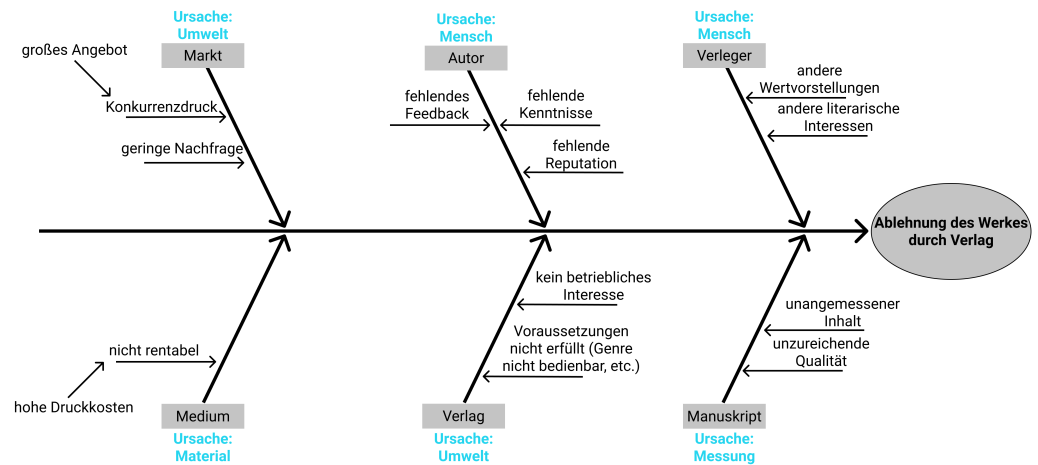 Ursache:
Umwelt
Markt
großes Angebot
Konkurrenzdruck
geringe Nachfrage
Ursache:
Mensch
Autor
fehlendes
Feedback
fehlende
Kenntnisse
fehlende
Reputation
Ursache:
Mensch
Verleger
andere
Wertvorstellungen
andere literarische
Interessen
Ablehnung des Werkes
durch Verlag
nicht rentabel
hohe Druckkosten
Medium
Ursache:
Material
kein betriebliches
Interesse
Voraussetzungen
nicht erfüllt (Genre
nicht bedienbar, etc.)
Verlag
Ursache:
Umwelt
unangemessener
Inhalt
unzureichende
Qualität
Manuskript
Ursache:
Messung